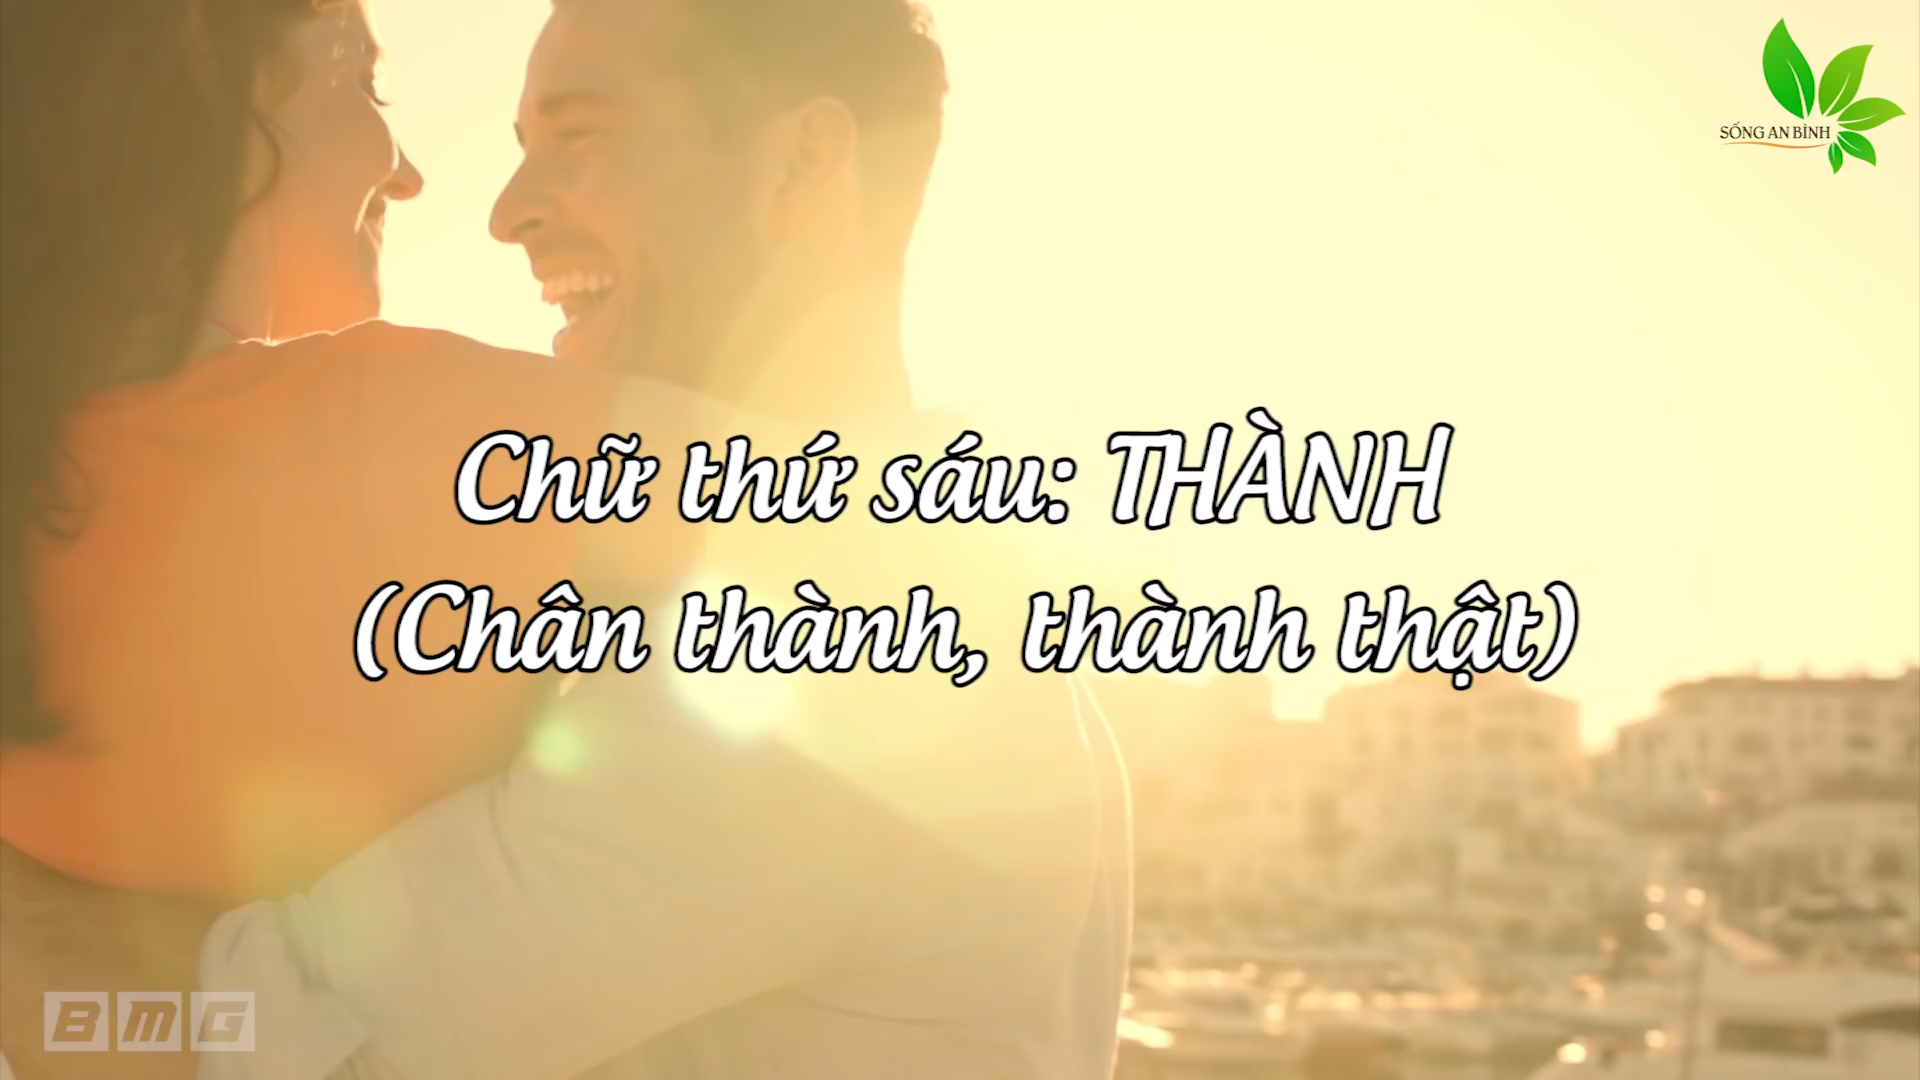 SỐNG AN BÌNH
Chữ thứ sáu: THÀNH
(Chân thành, thành thật)
BMG